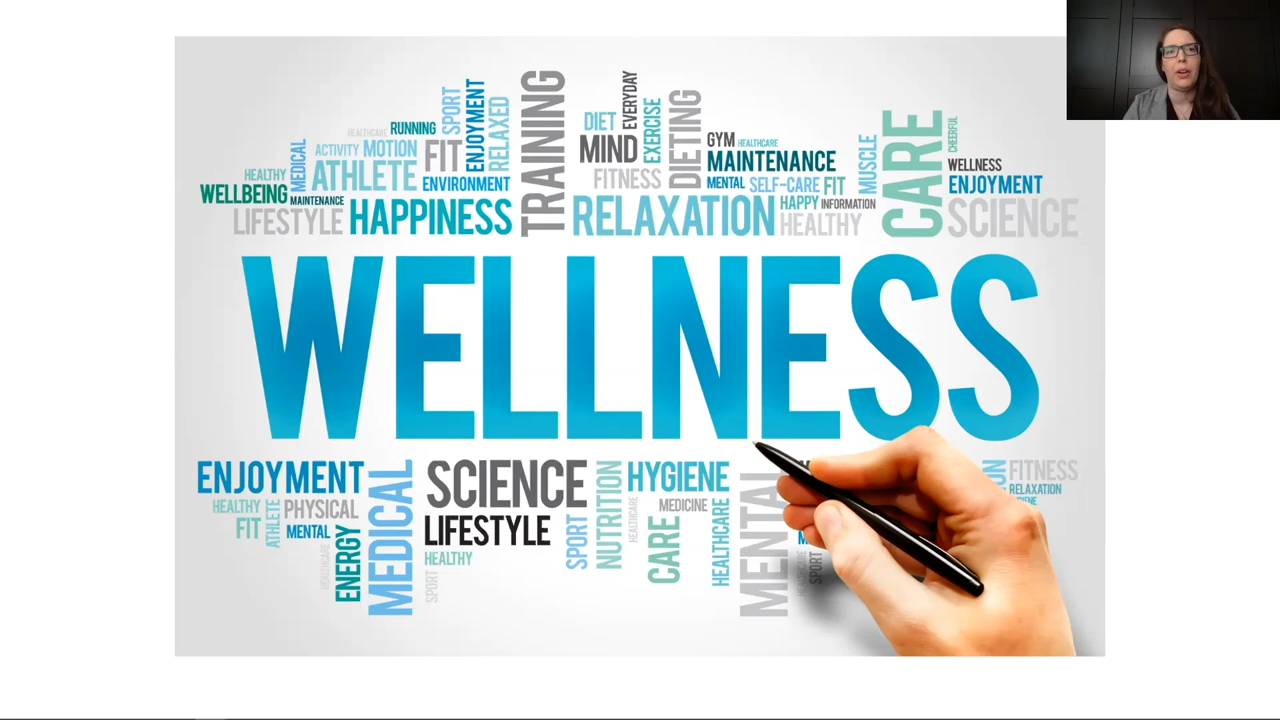 HEALTHCARE RUNNING
SPORT
ENJOYMENT
RELAXED
TRAINING
ACTIVITY MOTION
FIT
MEDICAL
HEALTHY
ATHLETE
ENVIRONMENT
WELLBEING
MAINTENANCE
LIFESTYLE HAPPINESS
DIET
EVERYDAY
MIND
EXERCISE
DIETING
FITNESS
GYM HEALTHCARE
MAINTENANCE
MENTAL SELF-CARE FIT
MUSCLE
RELAXATION
HAPPY INFORMATION
HEALTHY
CARE
CHEERFUL
WELLNESS
ENJOYMENT
SCIENCE
WELLNESS
ENJOYMENT
HEALTHY
ATHLETE
PHYSICAL
FIT
MENTAL
HEALTHCARE
ENERGY
MEDICAL
SCIENCE
LIFESTYLE
HEALTHY
SPORT
SPORT
NUTRITION
HYGIENE
HEALTHCARE
MEDICINE
CARE
HEALTHCARE
MENTAL
HEALTHCARE
SPORT
FITNESS
RELAXATION